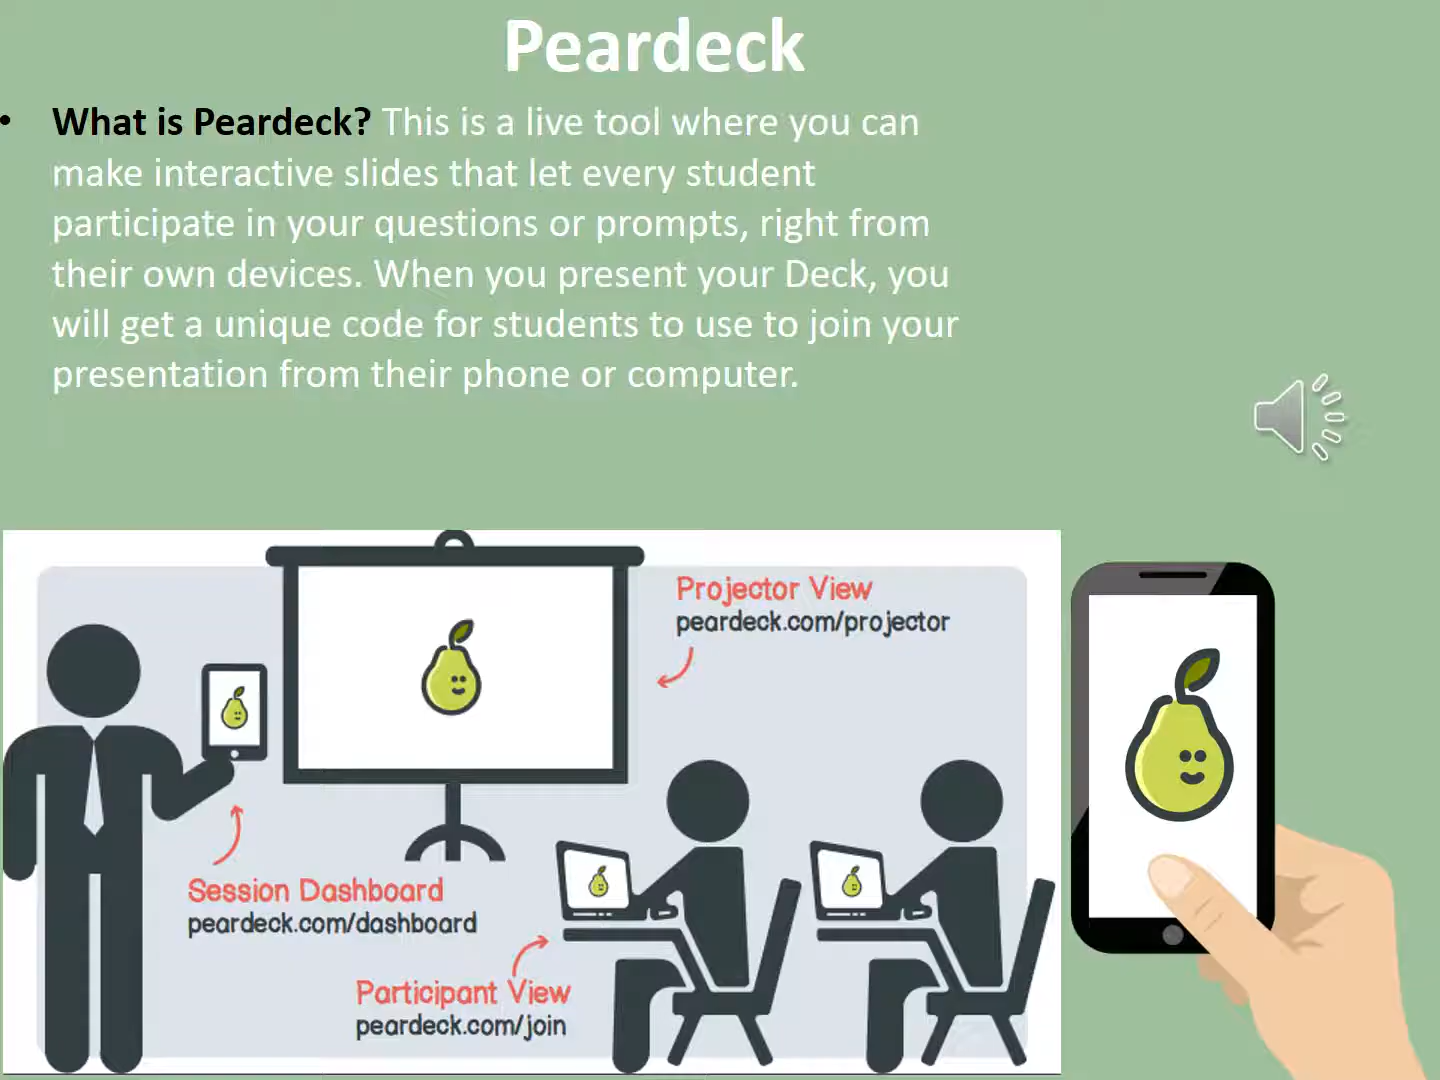 Peardeck
• What is Peardeck? This is a live tool where you can
make interactive slides that let every student
participate in your questions or prompts, right from
their own devices. When you present your Deck, you
will get a unique code for students to use to join your
presentation from their phone or computer.
Projector View
peardeck.com/projector
Session Dashboard
peardeck.com/dashboard
Participant View
peardeck.com/join